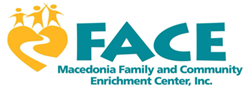 FACE
Macedonia Family and Community
Enrichment Center, Inc.